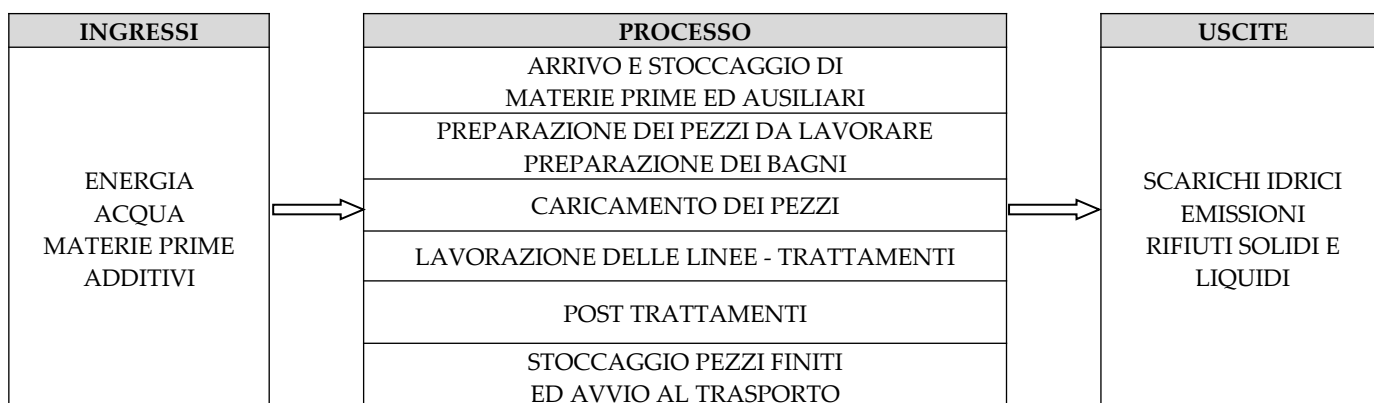 INGRESSI
ENERGIA
ACQUA
MATERIE PRIME
ADDITIVI
PROCESSO
ARRIVO E STOCCAGGIO DI
MATERIE PRIME ED AUSILIARI
PREPARAZIONE DEI PEZZI DA LAVORARE
PREPARAZIONE DEI BAGNI
CARICAMENTO DEI PEZZI
LAVORAZIONE DELLE LINEE - TRATTAMENTI
POST TRATTAMENTI
STOCCAGGIO PEZZI FINITI
ED AVVIO AL TRASPORTO
USCITE
SCARICHI IDRICI
EMISSIONI
RIFIUTI SOLIDI E
LIQUIDI